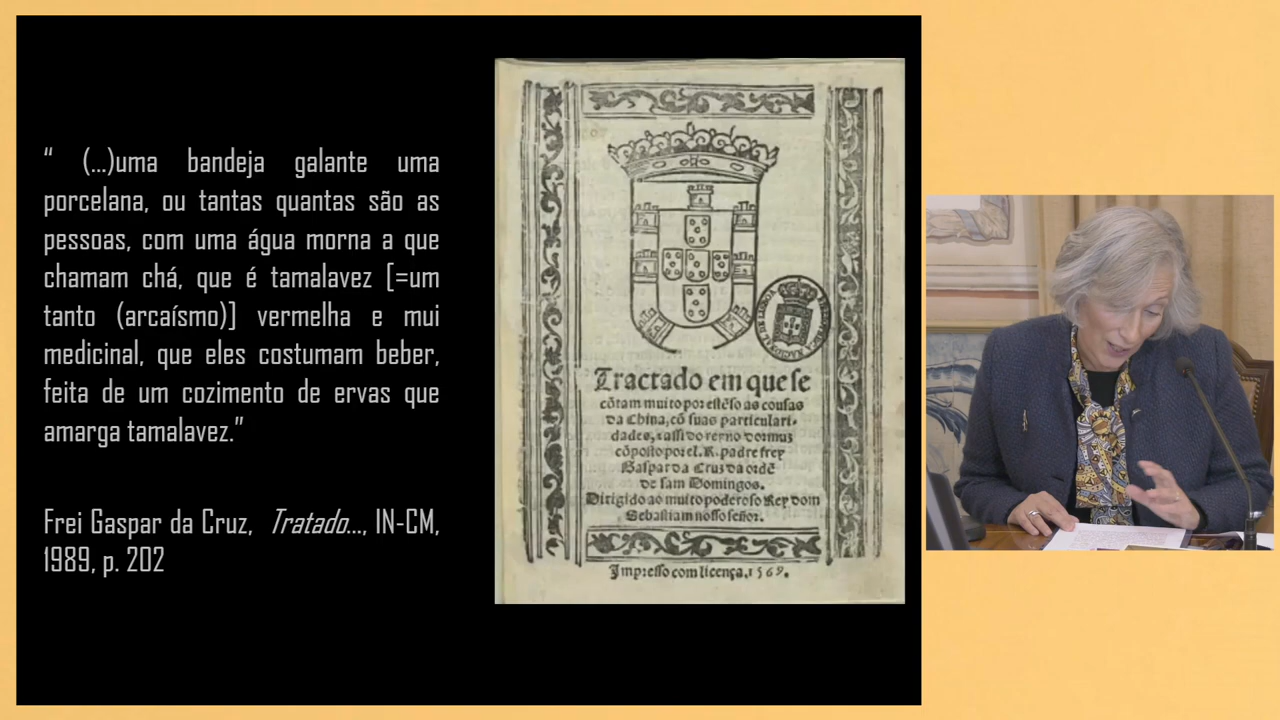 “ (...)uma bandeja galante uma
porcelana, ou tantas quantas são as
pessoas, com uma água morna a que
chamam chá, que é tamalavez [=um
tanto (arcaísmo)] vermelha e mui
medicinal, que eles costumam beber,
feita de um cozimento de ervas que
amarga tamalavez.”
Frei Gaspar da Cruz, Tratado..., IN-CM,
1989, p. 202
Tractado em que se
cõtam muito por estẽso as cousas
da China, cõ suas particulari-
dades, ⁊ assi do reyno dormuz
cõposto por el. R. padre frey
Gaspar da Cruz da ordẽ
de sam Domingos.
Dirigido ao muito poderoso Rey dom
Sebastiam nosso señor.
Impresso com licença, 1569.